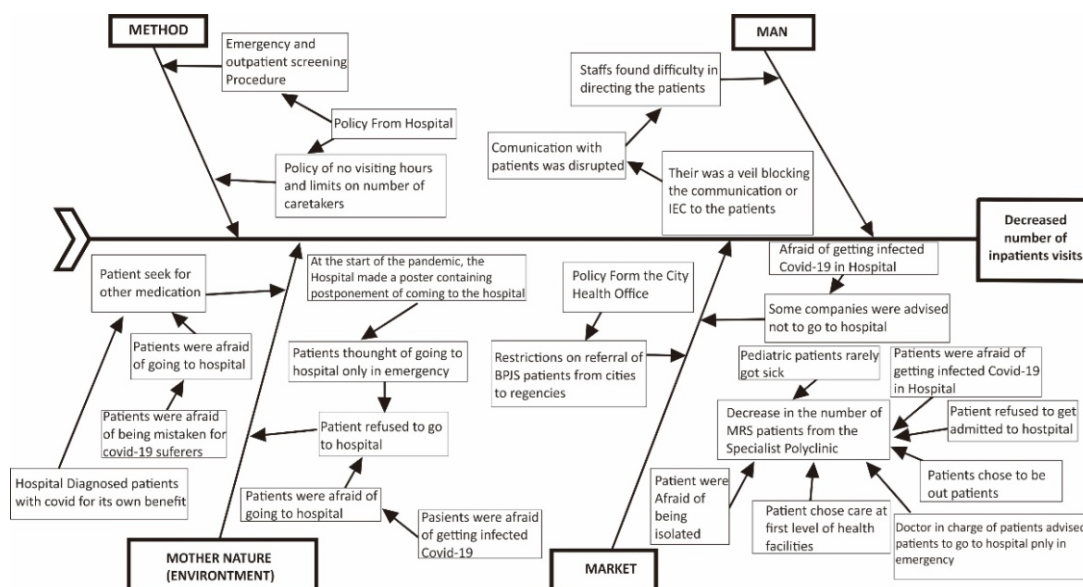 METHOD
Emergency and
outpatient screening
Procedure
Policy From Hospital
Policy of no visiting hours
and limits on number of
caretakers
MAN
Staffs found difficulty in
directing the patients
Comunication with
patients was disrupted
Their was a veil blocking
the communication or
IEC to the patients
Decreased
number of
inpatients visits
Patient seek for
other medication
Patients were afraid
of going to hospital
Patients were afraid
of being mistaken for
covid-19 suferers
Hospital Diagnosed patients
with covid for its own benefit
At the start of the pandemic, the
Hospital made a poster containing
postponement of coming to the hospital
Patients thounght of going to
hospital only in emergency
Patient refused to go
to hospital
Patients were afraid of
going to hospital
Pasients were afraid
of getting infected
Covid-19
MOTHER NATURE
(ENVIRONTMENT)
Policy Form the City
Health Office
Restrictions on referral of
BPJS patients from cities
to regencies
Afraid of getting infected
Covid-19 in Hospital
Some companies were advised
not to go to hospital
Pediatric patients rarely
got sick
Patients were afraid of
getting infected Covid-19
in Hospital
Decrease in the number of
MRS patients from the
Specialist Polyclinic
Patient refused to get
admitted to hostpital
Patients chose to be
out patients
Patient were
Afraid of
being
isolated
Patient chose care at
first level of health
facilities
Doctor in charge of patients advised
patients to go to hospital pnly in
emergency
MARKET